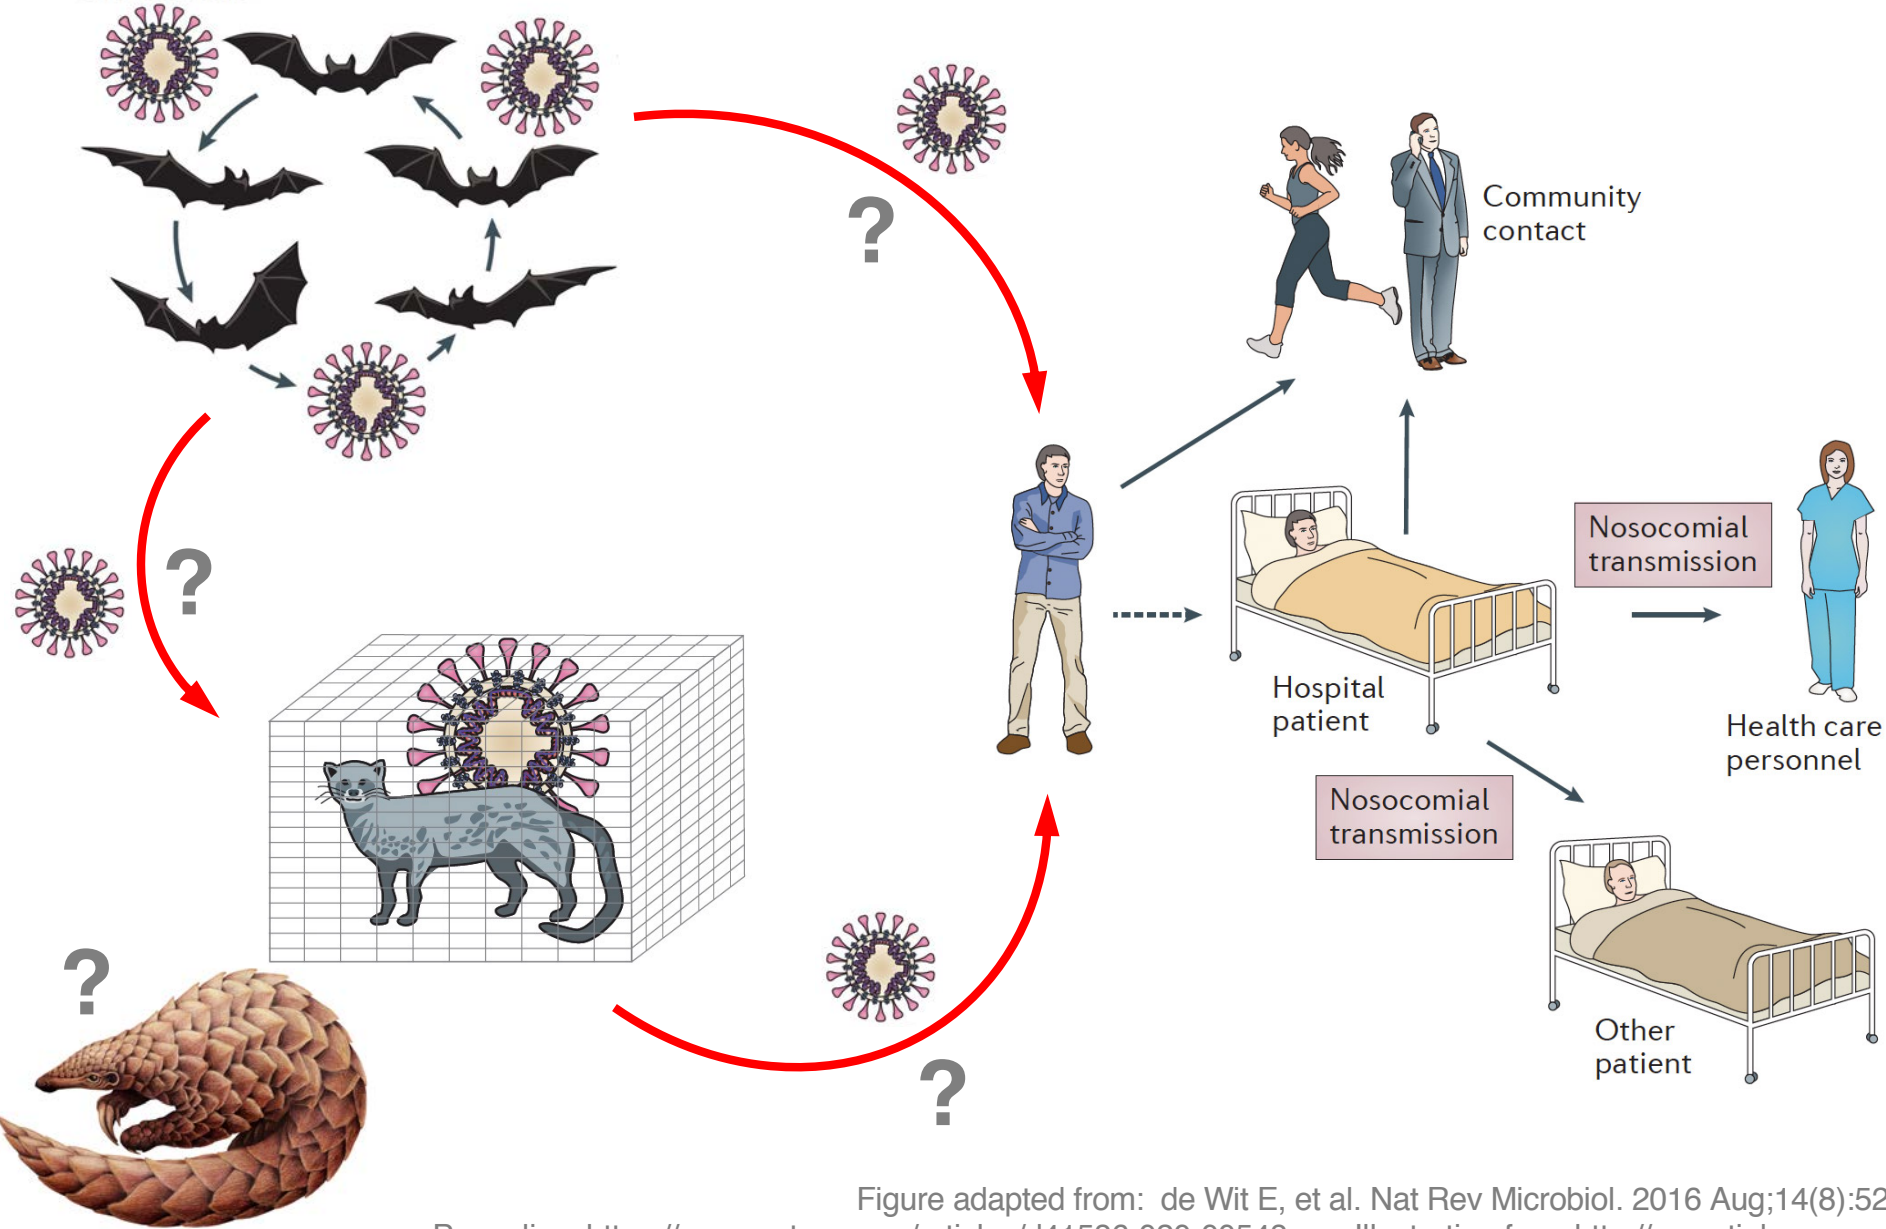 ?
Community
contact
?
Nosocomial
transmission
Hospital
patient
Health care
personnel
Nosocomial
transmission
?
Other
patient
?
Figure adapted from: de Wit E, et al. Nat Rev Microbiol. 2016 Aug;14(8):52